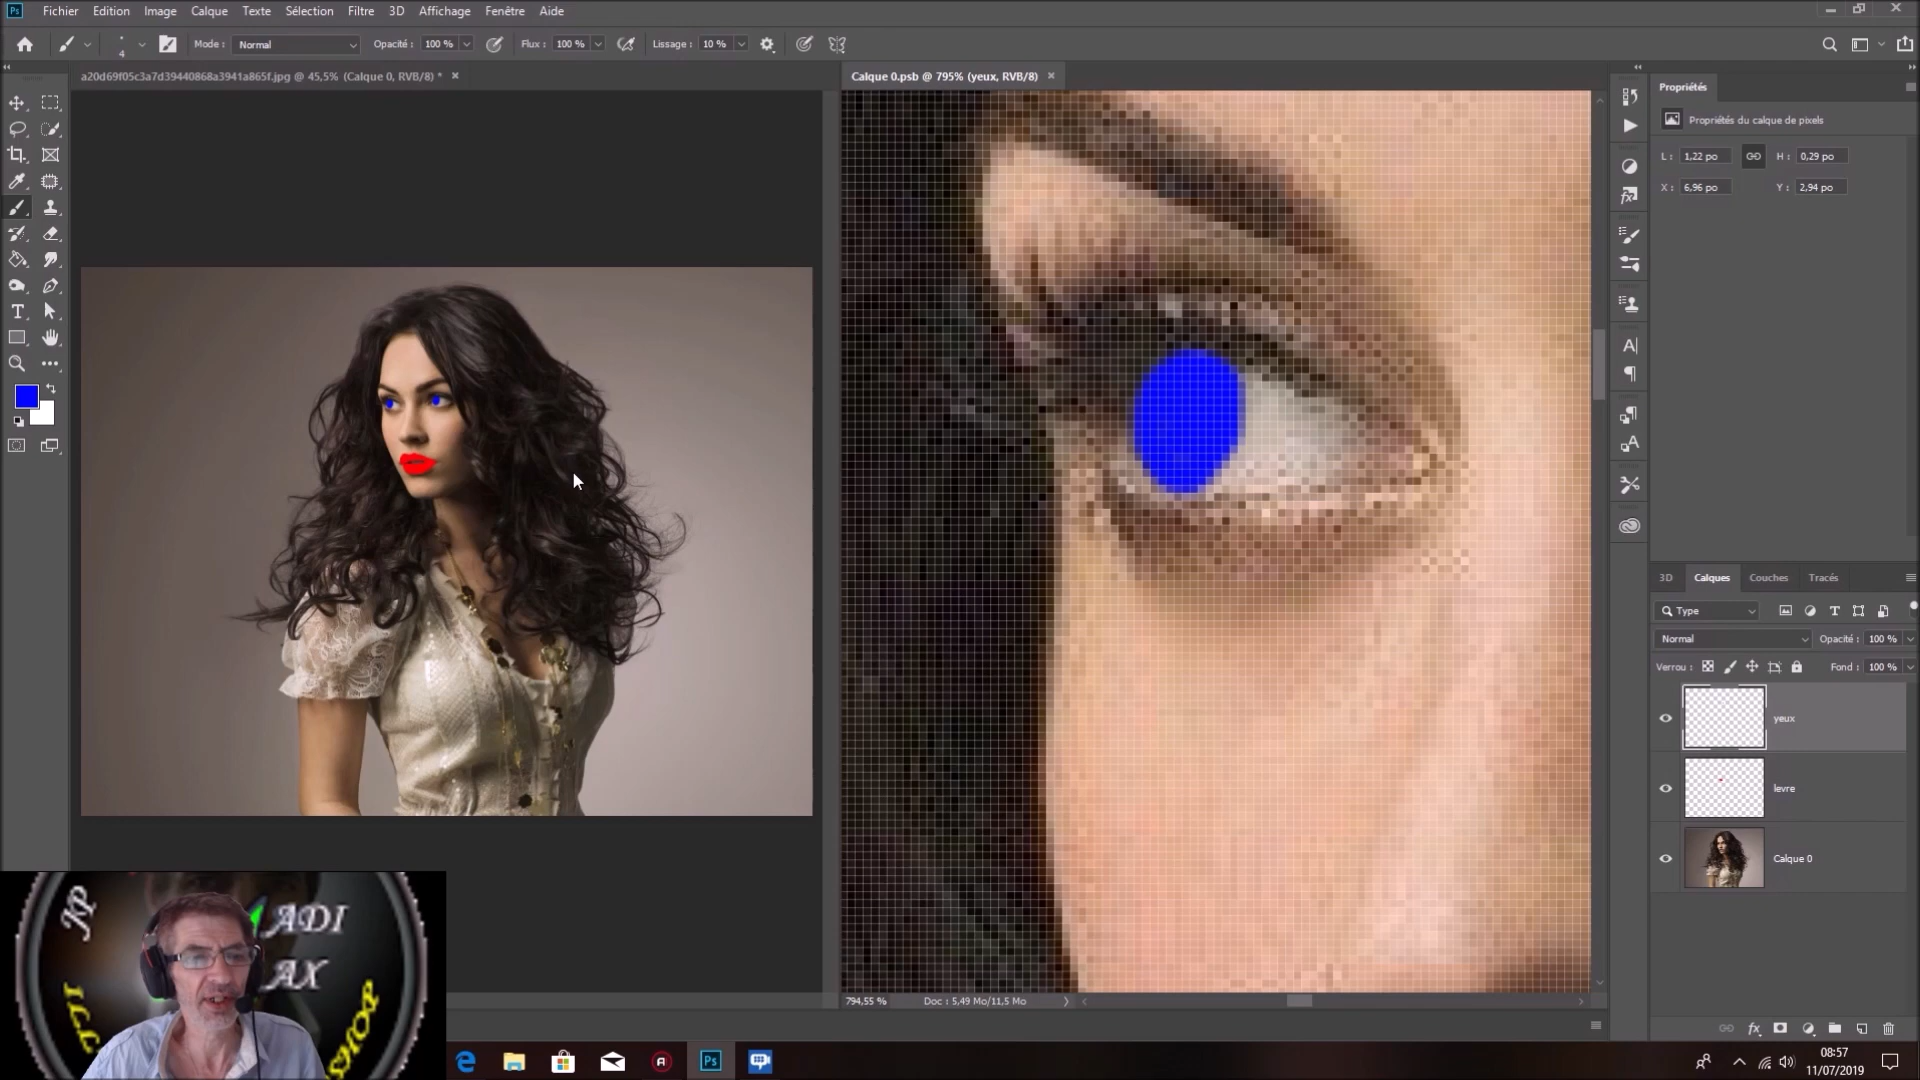 Fichier Edition Image Calque Texte Sélection Filtre 3D Affichage Fenêtre Aide
4 Mode : Normal Opacité : 100 % Flux : 100 % Lissage : 10 %
a20d69f05c3a7d39440868a3941a865f.jpg @ 45,5% (Calque 0, RVB/8) *
Calque 0.psb @ 795% (yeux, RVB/8)
Propriétés
Propriétés du calque de pixels
L : 1,22 po H : 0,29 po
X : 6,96 po Y : 2,94 po
3D Calques Couches Tracés
Type
Normal Opacité : 100 %
Verrou : Fond : 100 %
yeux
levre
Calque 0
ADI
AX
794,55 % Doc : 5,49 Mo/11,5 Mo
08:57
11/07/2019